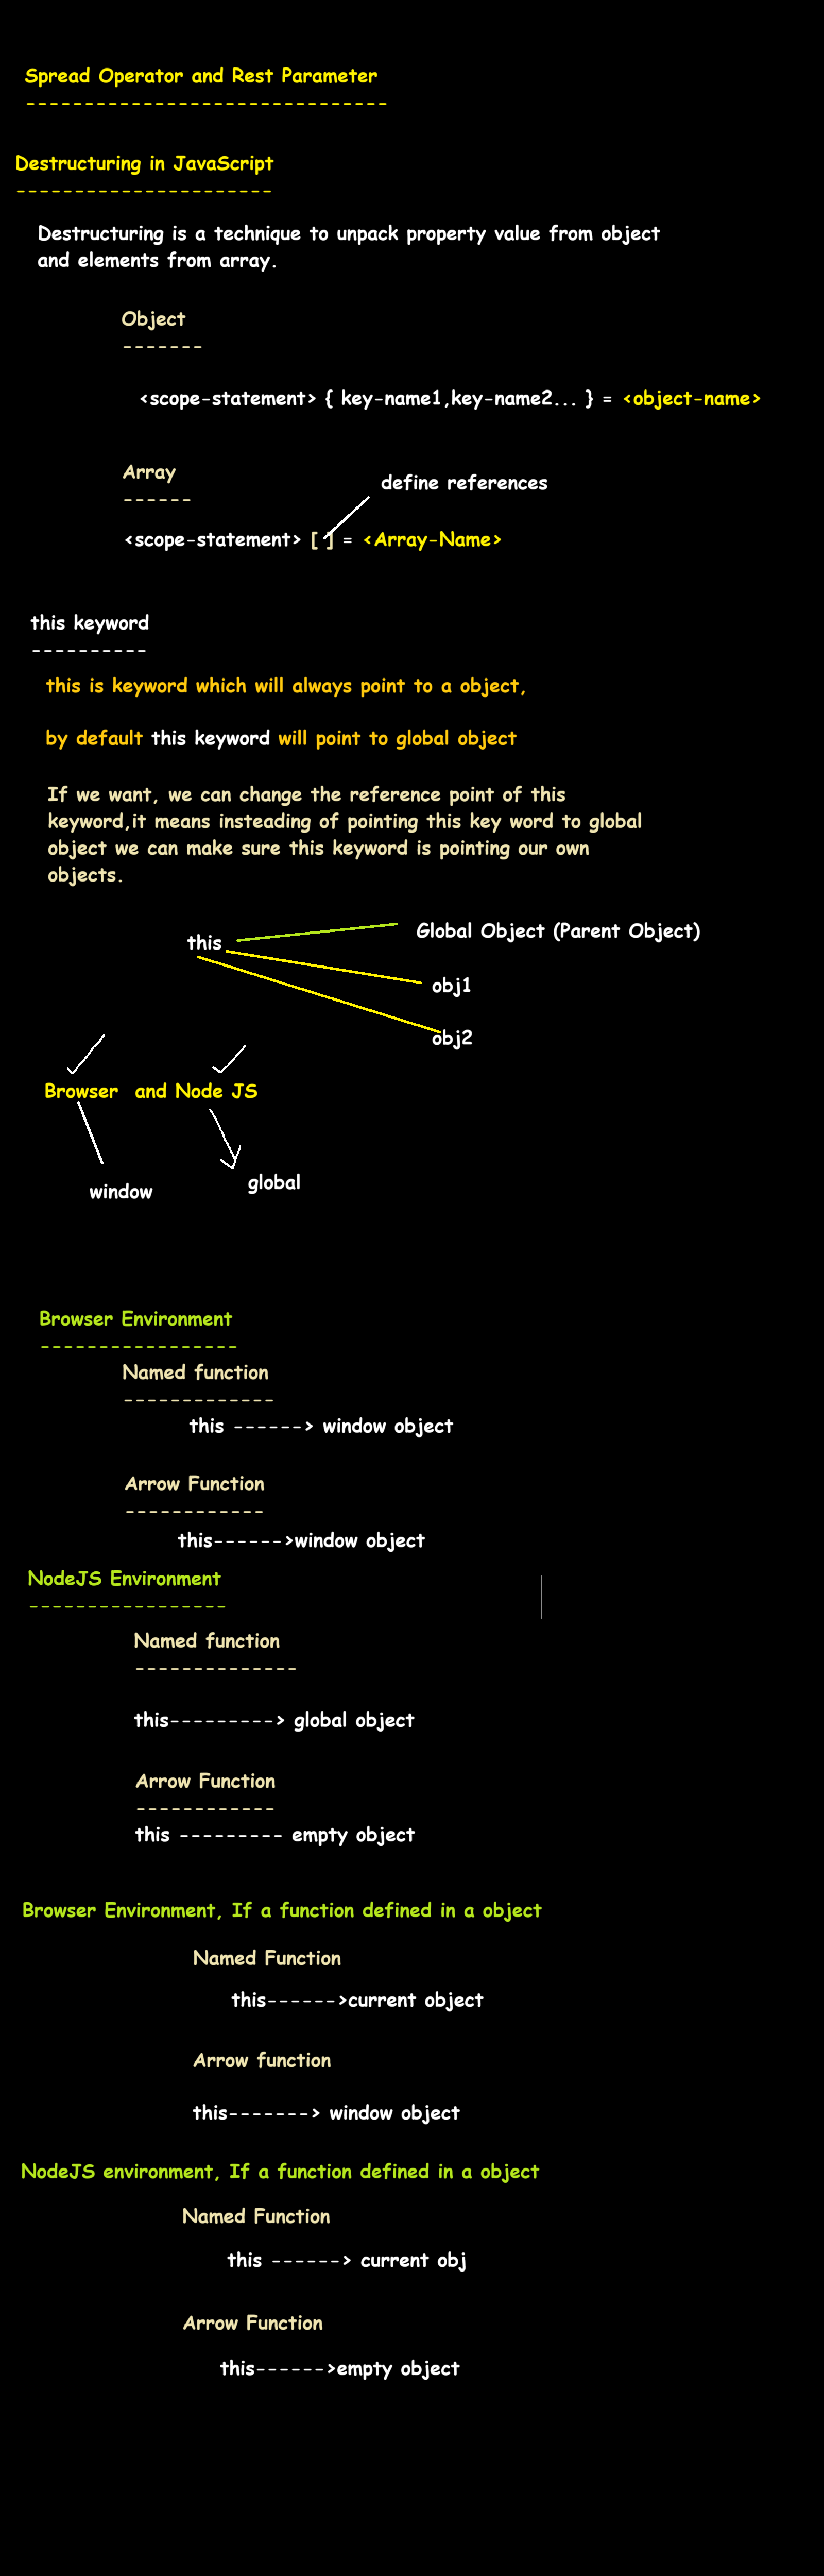 Spread Operator and Rest Parameter
-------------------------------
Destructuring in JavaScript
----------------------
Destructuring is a technique to unpack property value from object
and elements from array.
Object
-------
<scope-statement> { key-name1,key-name2... } = <object-name>
Array
------
define references
<scope-statement> [ ] = <Array-Name>
this keyword
----------
this is keyword which will always point to a object,
by default this keyword will point to global object
If we want, we can change the reference point of this
keyword,it means insteading of pointing this key word to global
object we can make sure this keyword is pointing our own
objects.
this
Global Object (Parent Object)
obj1
obj2
Browser and Node JS
window
global
Browser Environment
-----------------
Named function
-------------
this ------> window object
Arrow Function
------------
this------>window object
NodeJS Environment
-----------------
Named function
--------------
this---------> global object
Arrow Function
------------
this --------- empty object
Browser Environment, If a function defined in a object
Named Function
this------>current object
Arrow function
this-------> window object
NodeJS environment, If a function defined in a object
Named Function
this ------> current obj
Arrow Function
this------>empty object